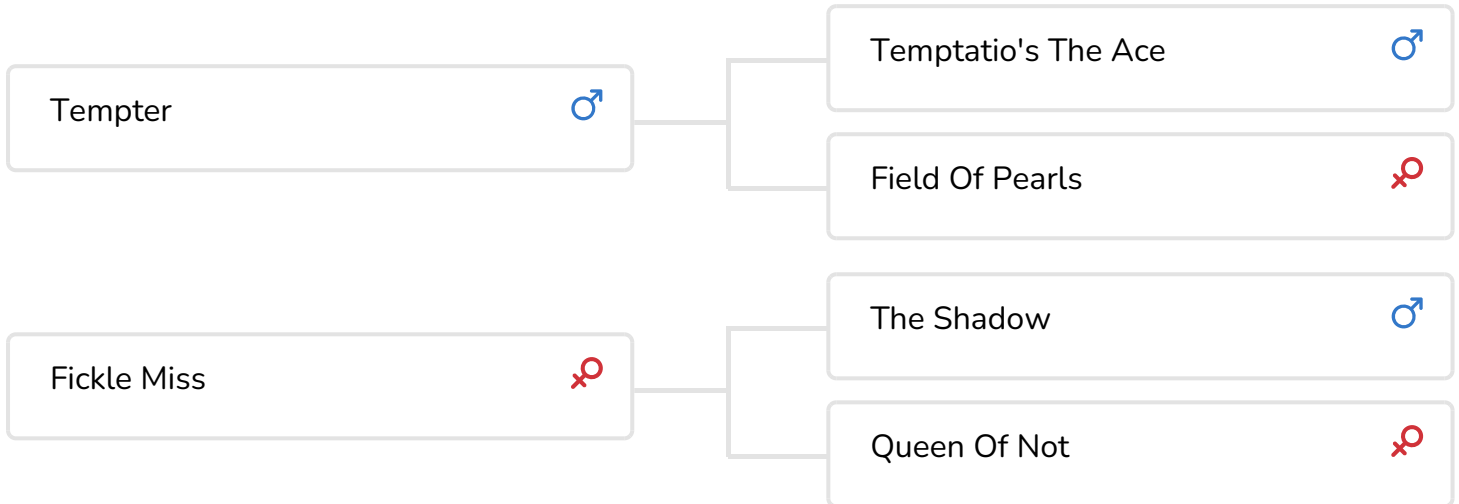 Temptatio's The Ace
Tempter
Field Of Pearls
The Shadow
Fickle Miss
Queen Of Not